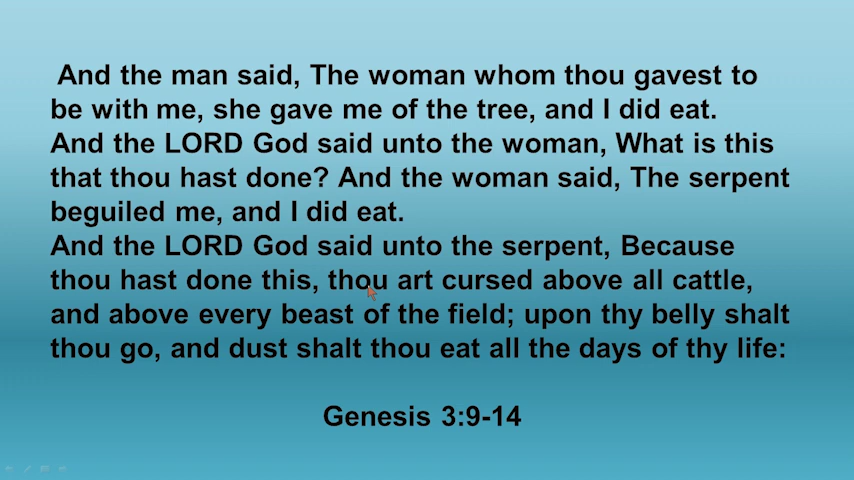 And the man said, The woman whom thou gavest to
be with me, she gave me of the tree, and I did eat.
And the LORD God said unto the woman, What is this
that thou hast done? And the woman said, The serpent
beguiled me, and I did eat.
And the LORD God said unto the serpent, Because
thou hast done this, thou art cursed above all cattle,
and above every beast of the field; upon thy belly shalt
thou go, and dust shalt thou eat all the days of thy life:
Genesis 3:9-14